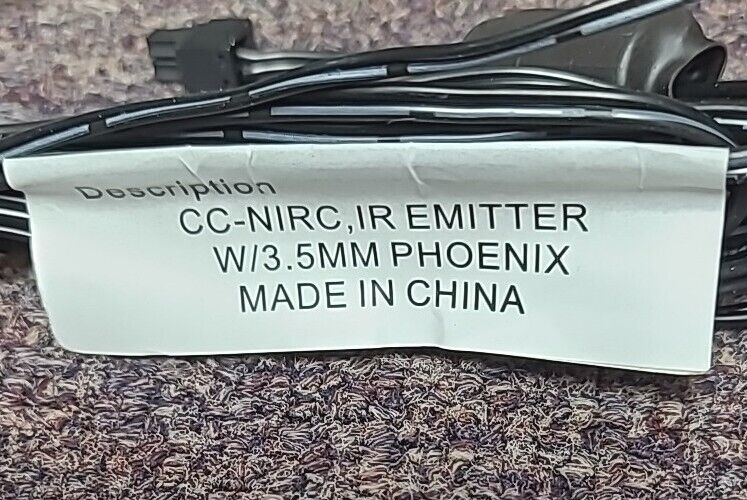 Description
CC-NIRC,IR EMITTER
W/3.5MM PHOENIX
MADE IN CHINA